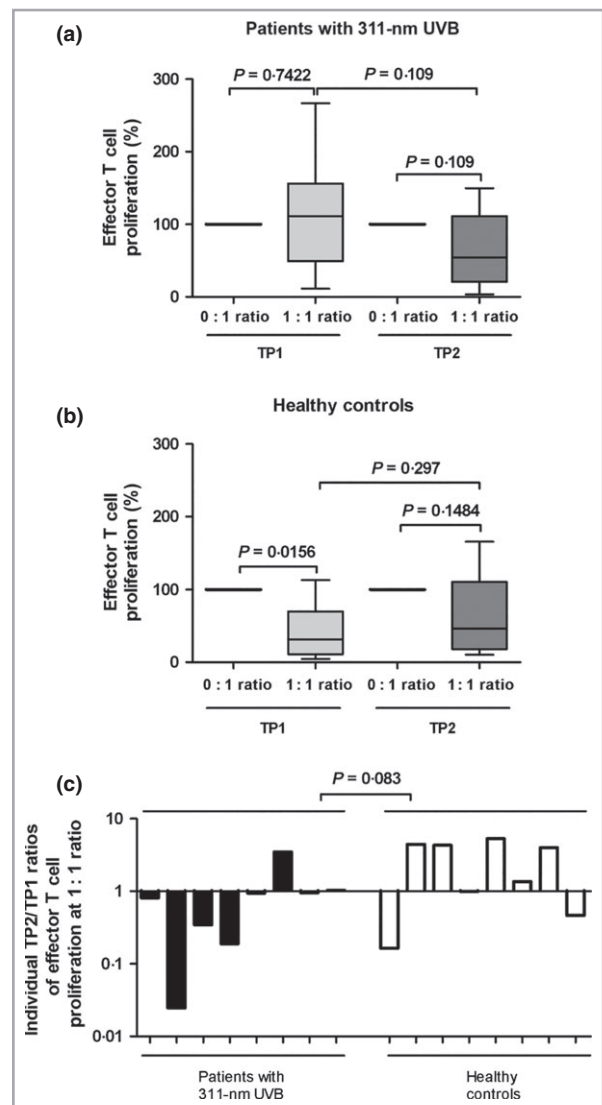 (a)
Patients with 311-nm UVB
Effector T cell
proliferation (%)
300
200
100
0
P = 0·7422
P = 0·109
P = 0·109
0 : 1 ratio 1 : 1 ratio 0 : 1 ratio 1 : 1 ratio
TP1 TP2
(b)
Healthy controls
Effector T cell
proliferation (%)
300
200
100
0
P = 0·297
P = 0·1484
P = 0·0156
0 : 1 ratio 1 : 1 ratio 0 : 1 ratio 1 : 1 ratio
TP1 TP2
(c)
P = 0·083
Individual TP2/TP1 ratios
of effector T cell
proliferation at 1 : 1 ratio
10
1
0·1
0·01
Patients with
311-nm UVB
Healthy
controls